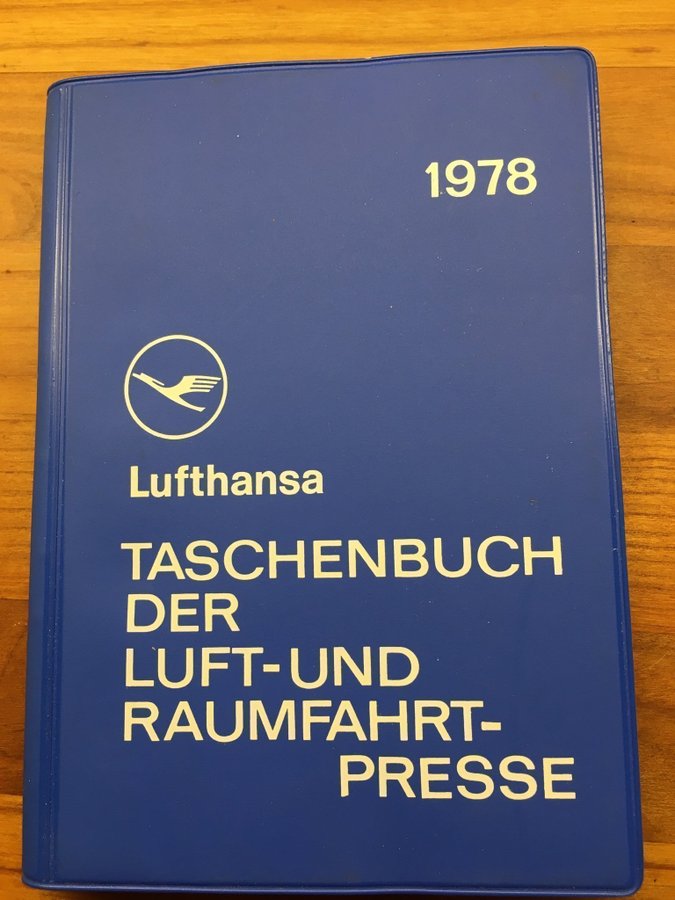 1978
Lufthansa
TASCHENBUCH
DER
LUFT-UND
RAUMFAHRT-
PRESSE